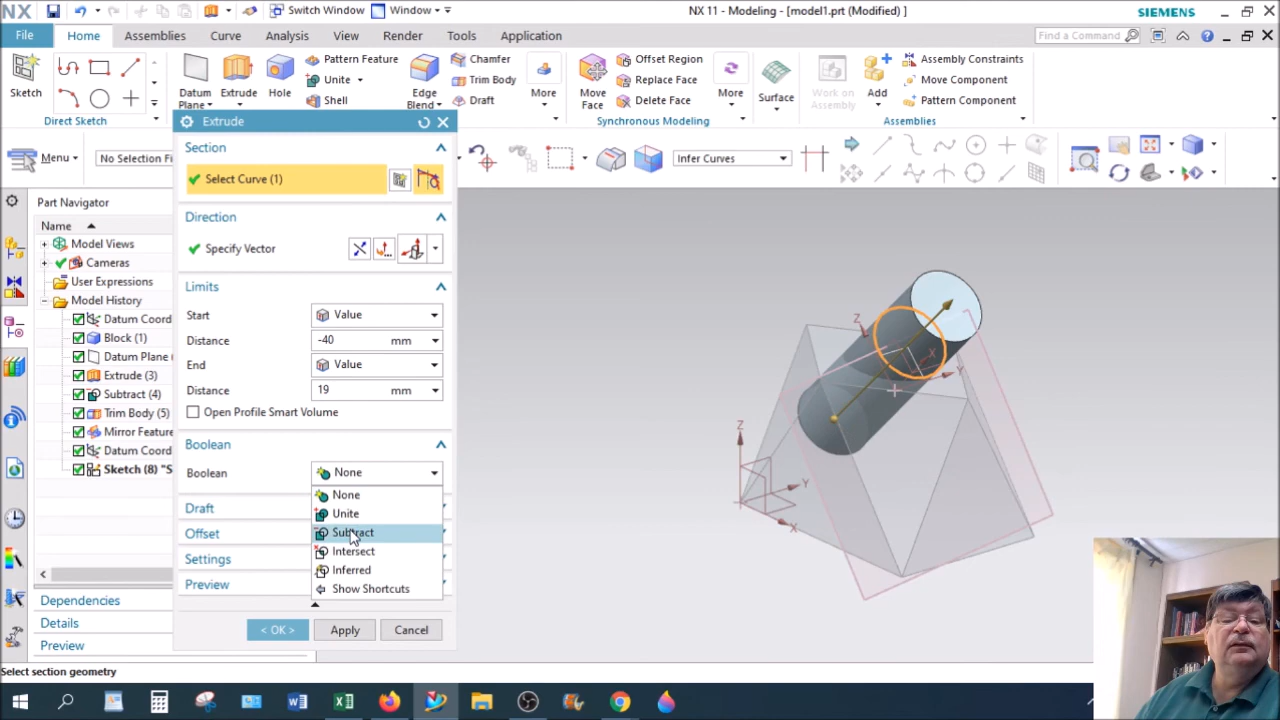 Switch Window Window NX 11 - Modeling - [model1.prt (Modified) ] SIEMENS
File Home Assemblies Curve Analysis View Render Tools Application Find a Command
Sketch Datum Plane Extrude Hole Pattern Feature Unite Shell Edge Blend Chamfer Trim Body Draft More Move Face Offset Region Replace Face Delete Face More Surface Work on Assembly Add Assembly Constraints Move Component Pattern Component
Direct Sketch Synchronous Modeling Assemblies
Menu No Selection Fi Infer Curves
Part Navigator
Name
Model Views
Cameras
User Expressions
Model History
Datum Coord
Block (1)
Datum Plane (
Extrude (3)
Subtract (4)
Trim Body (5)
Mirror Feature
Datum Coord
Sketch (8) "S
Dependencies
Details
Preview
Extrude
Section
Select Curve (1)
Direction
Specify Vector
Limits
Start Value
Distance -40 mm
End Value
Distance 19 mm
Open Profile Smart Volume
Boolean
Boolean None
None
Unite
Subtract
Intersect
Inferred
Show Shortcuts
Draft
Offset
Settings
Preview
< OK > Apply Cancel
Z
X
Y
Z
Y
X
Select section geometry